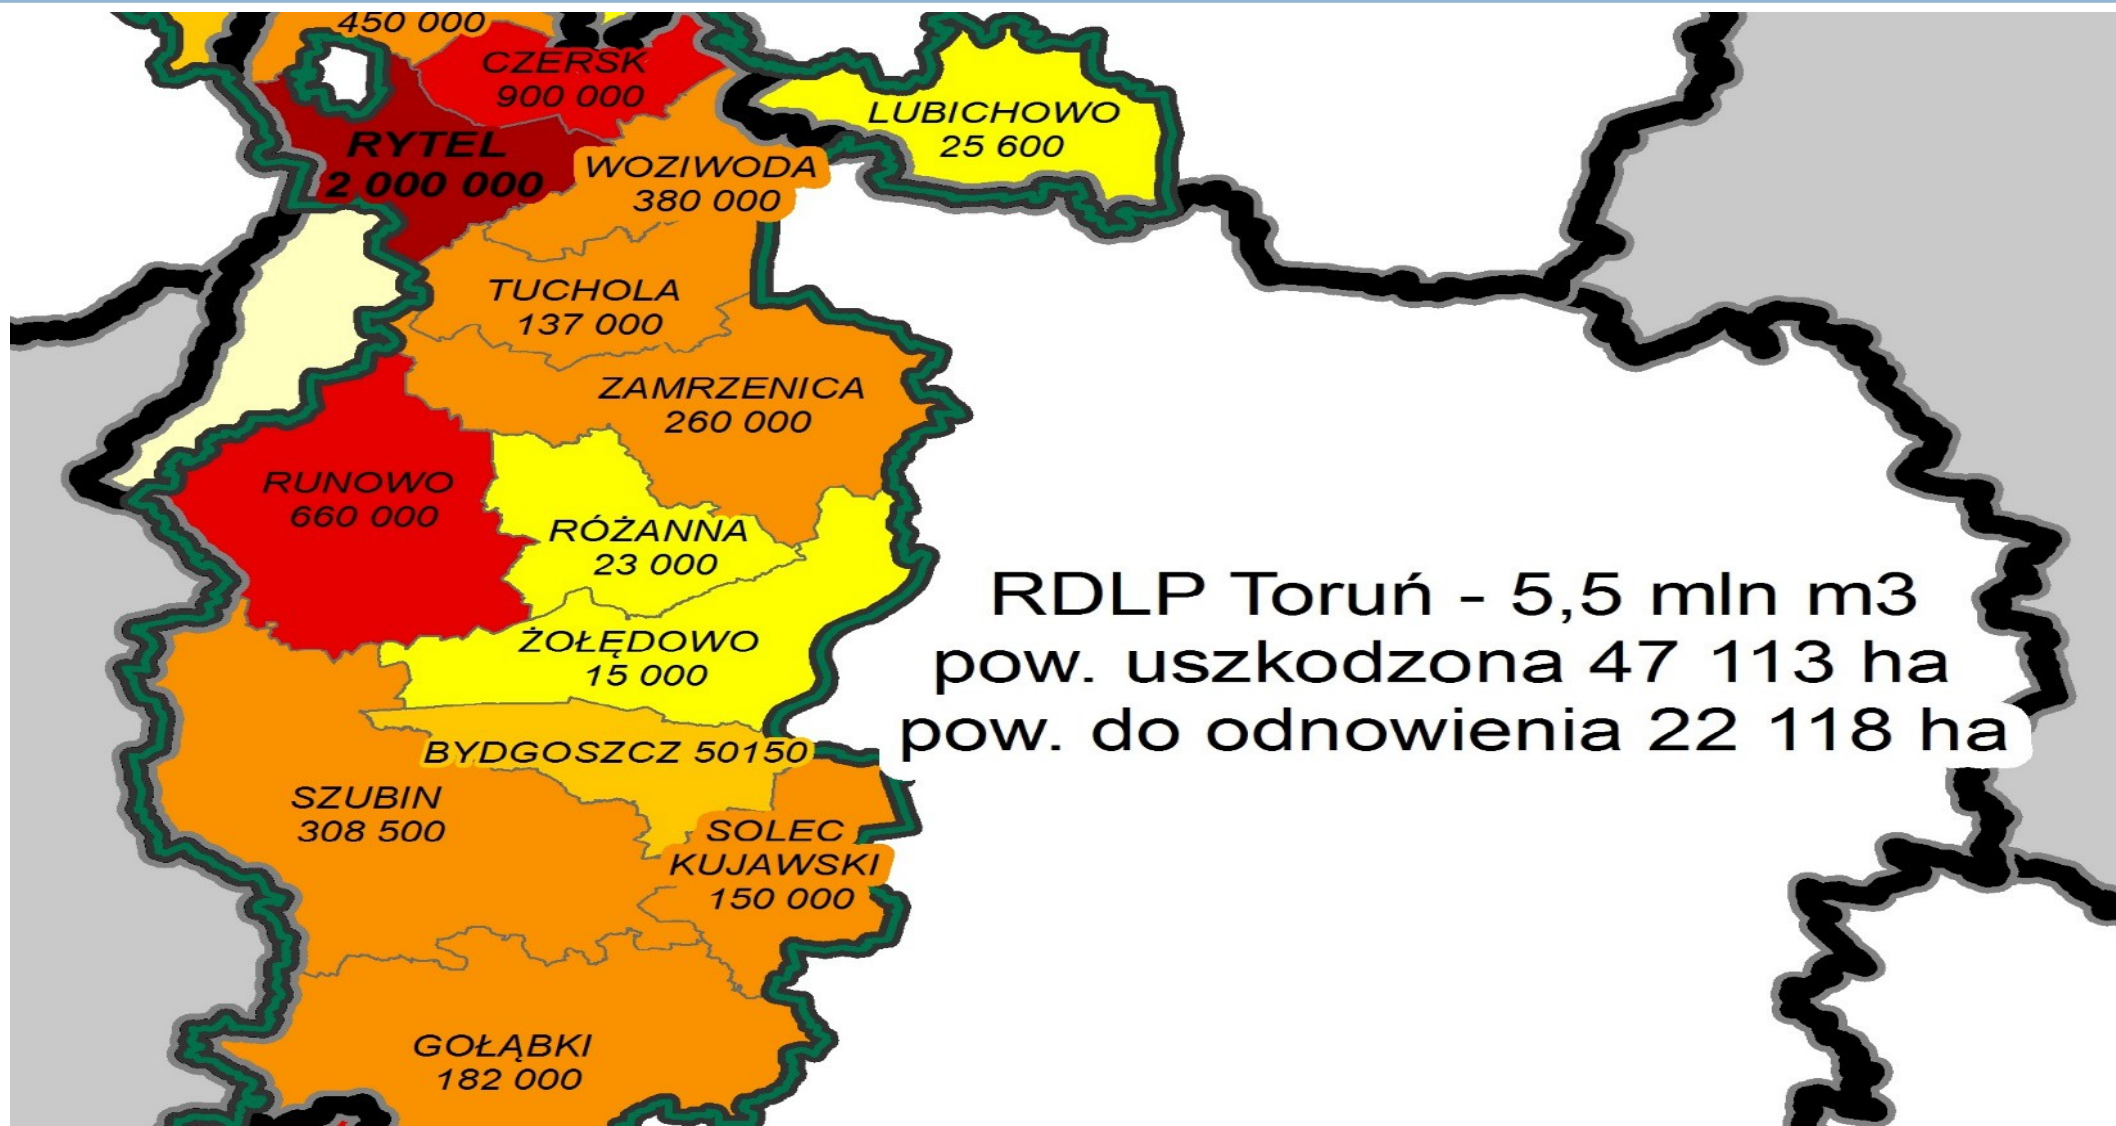 450 000
CZERSK
900 000
LUBICHOWO
25 600
RYTEL
2 000 000
WOZIWODA
380 000
TUCHOLA
137 000
ZAMRZENICA
260 000
RUNOWO
660 000
RÓŻANNA
23 000
RDLP Toruń - 5,5 mln m3
pow. uszkodzona 47 113 ha
pow. do odnowienia 22 118 ha
ŻOŁĘDOWO
15 000
BYDGOSZCZ 50150
SZUBIN
308 500
SOLEC
KUJAWSKI
150 000
GOŁĄBKI
182 000